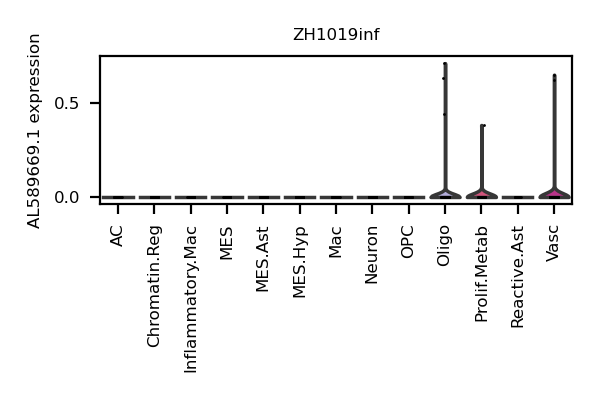 ZH1019inf
AL589669.1 expression
0.5
0.0
AC
Chromatin.Reg
Inflammatory.Mac
MES
MES.Ast
MES.Hyp
Mac
Neuron
OPC
Oligo
Prolif.Metab
Reactive.Ast
Vasc